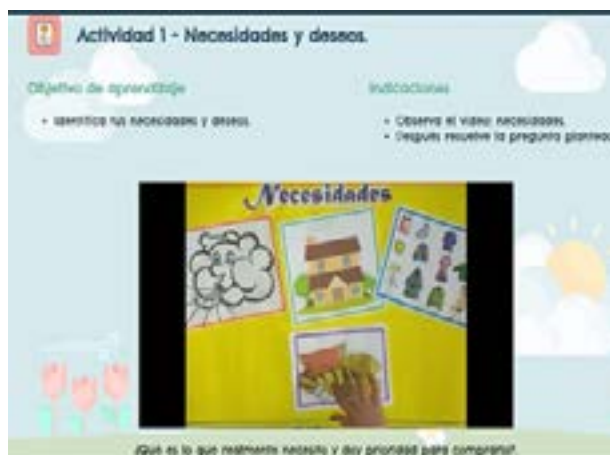 Actividad 1 - Necesidades y deseos.
Objetivo de aprendizaje
• Identifica tus necesidades y deseos.
Indicaciones
• Observa el video: necesidades.
• Después resuelve la pregunta plantead
Necesidades
¿Qué es lo que realmente necesito y doy prioridad para comprarlo?.